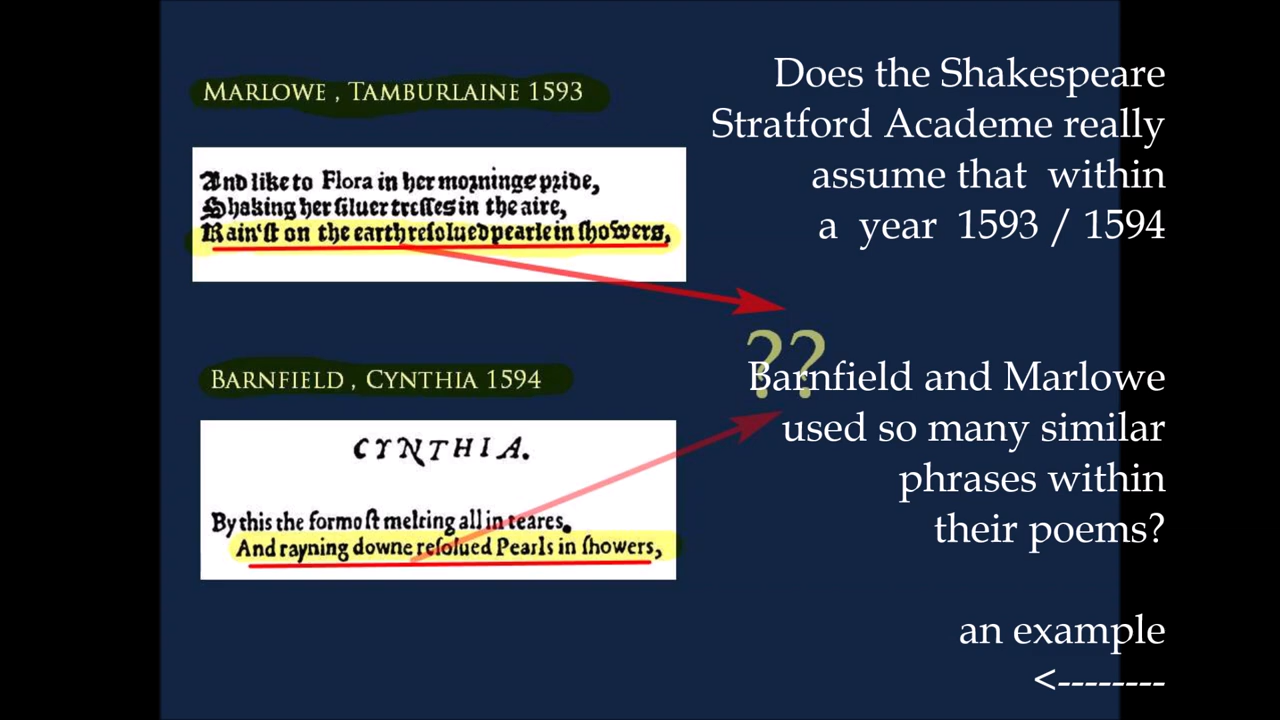 MARLOWE , TAMBURLAINE 1593
And like to Flora in her mornings pride,
Shaking her ſiluer treſſes in the aire,
Rain'ſt on the earth reſolued pearle in ſhowers,
BARNFIELD , CYNTHIA 1594
CYNTHIA.
By this the formoſt melting all in teares,
And rayning downe reſolued Pearls in ſhowers,
Does the Shakespeare
Stratford Academe really
assume that within
a year 1593 / 1594
??
Barnfield and Marlowe
used so many similar
phrases within
their poems?
an example
<--------